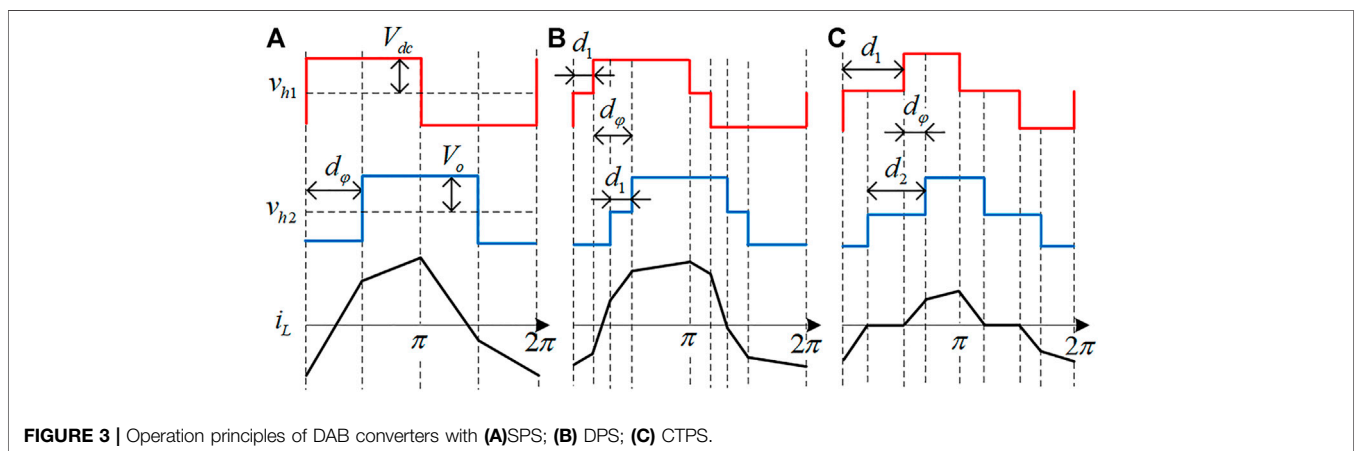 A
V_dc
v_h1
d_φ
V_o
v_h2
i_L
π
2π
B
d_1
d_φ
d_1
π
2π
C
d_1
d_φ
d_2
π
2π
FIGURE 3 | Operation principles of DAB converters with (A)SPS; (B) DPS; (C) CTPS.